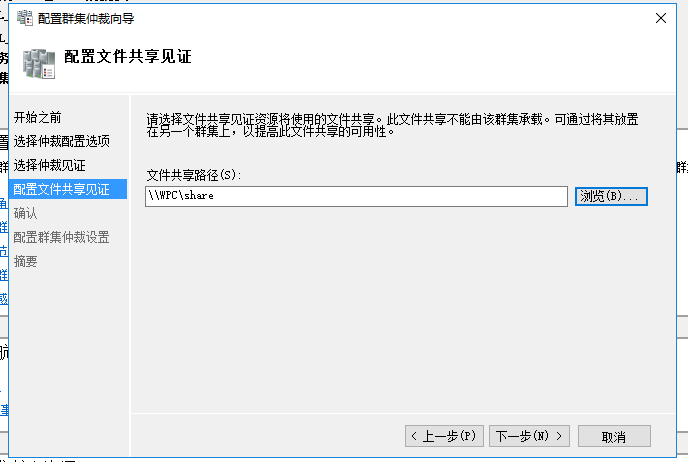 配置群集仲裁向导
配置文件共享见证
开始之前
选择仲裁配置选项
选择仲裁见证
配置文件共享见证
确认
配置群集仲裁设置
摘要
请选择文件共享见证资源将使用的文件共享。此文件共享不能由该群集承载。可通过将其放置
在另一个群集上，以提高此文件共享的可用性。
文件共享路径(S):
\\WPC\share
浏览(B)...
< 上一步(P)
下一步(N) >
取消